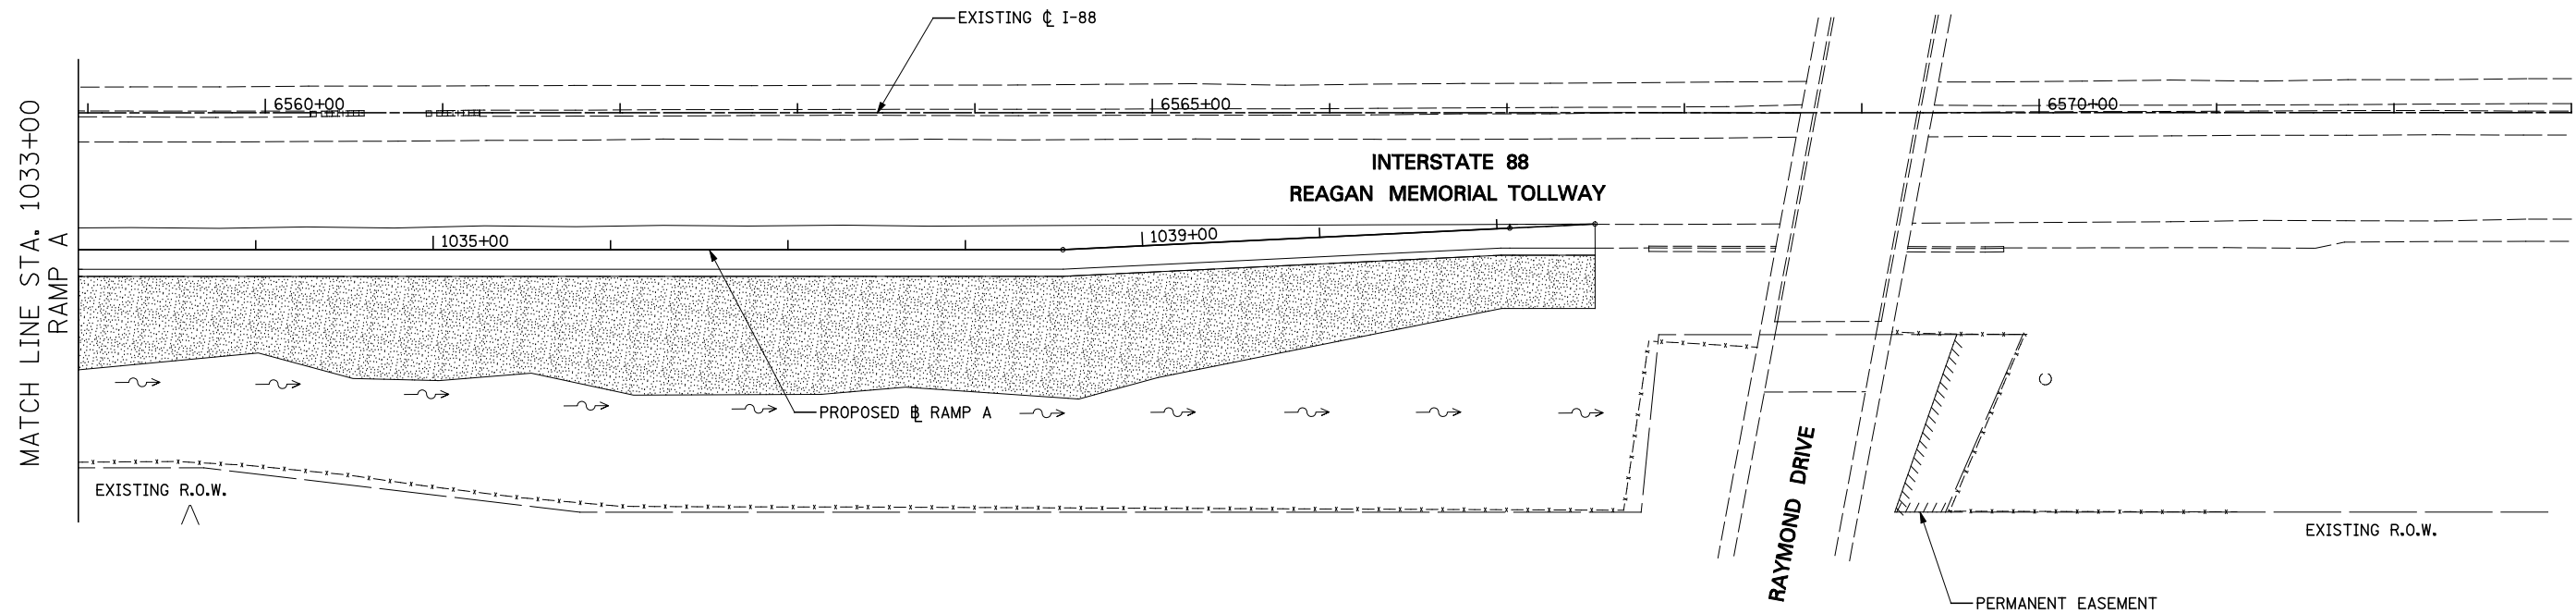 EXISTING ℄ I-88
6560+00
6565+00
6570+00
MATCH LINE STA. 1033+00
RAMP A
INTERSTATE 88
REAGAN MEMORIAL TOLLWAY
1035+00
1039+00
PROPOSED ⅊ RAMP A
EXISTING R.O.W.
RAYMOND DRIVE
EXISTING R.O.W.
PERMANENT EASEMENT